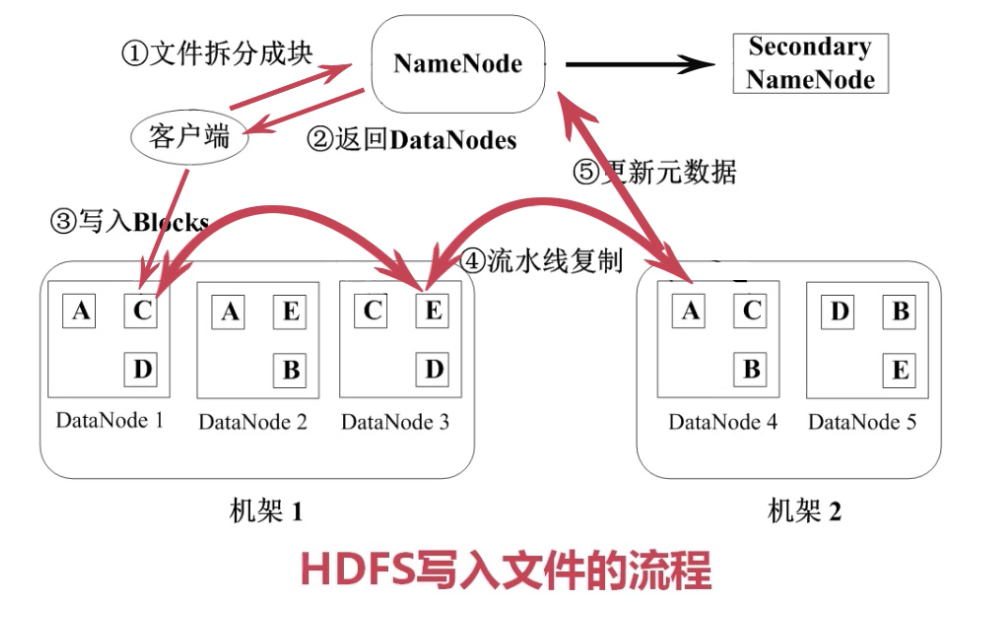 ①文件拆分成块
NameNode
Secondary
NameNode
客户端
②返回DataNodes
⑤更新元数据
③写入Blocks
④流水线复制
A C
D
DataNode 1
A E
B
DataNode 2
C E
D
DataNode 3
A C
B
DataNode 4
D B
E
DataNode 5
机架 1
机架 2
HDFS写入文件的流程